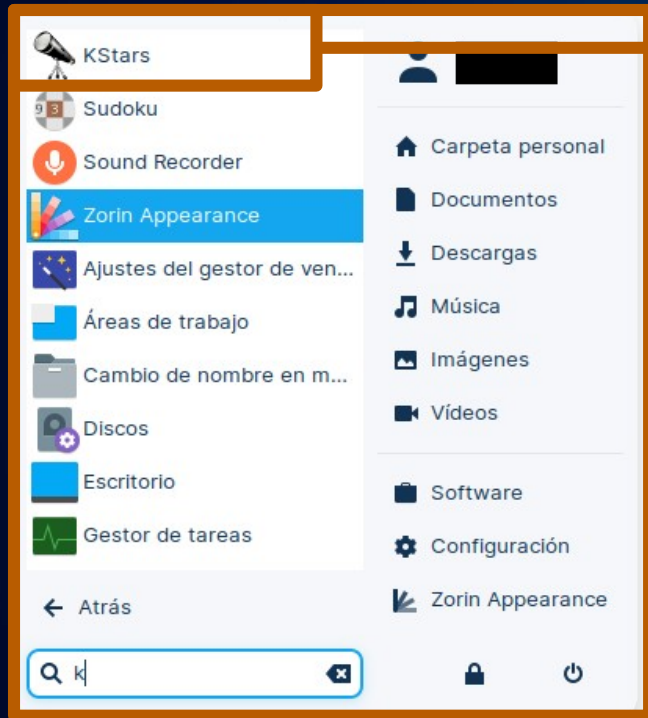 KStars
Sudoku
Sound Recorder
Zorin Appearance
Ajustes del gestor de ven...
Áreas de trabajo
Cambio de nombre en m...
Discos
Escritorio
Gestor de tareas
Atrás
k
Carpeta personal
Documentos
Descargas
Música
Imágenes
Vídeos
Software
Configuración
Zorin Appearance